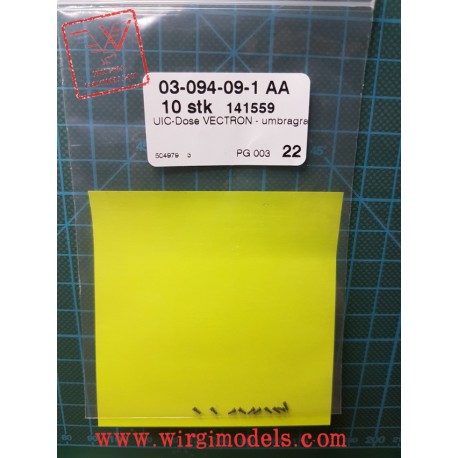 03-094-09-1 AA
10 stk 141559
UIC-Dose VECTRON - umbragra
504979 3 PG 003 22
www.wirgimodels.com